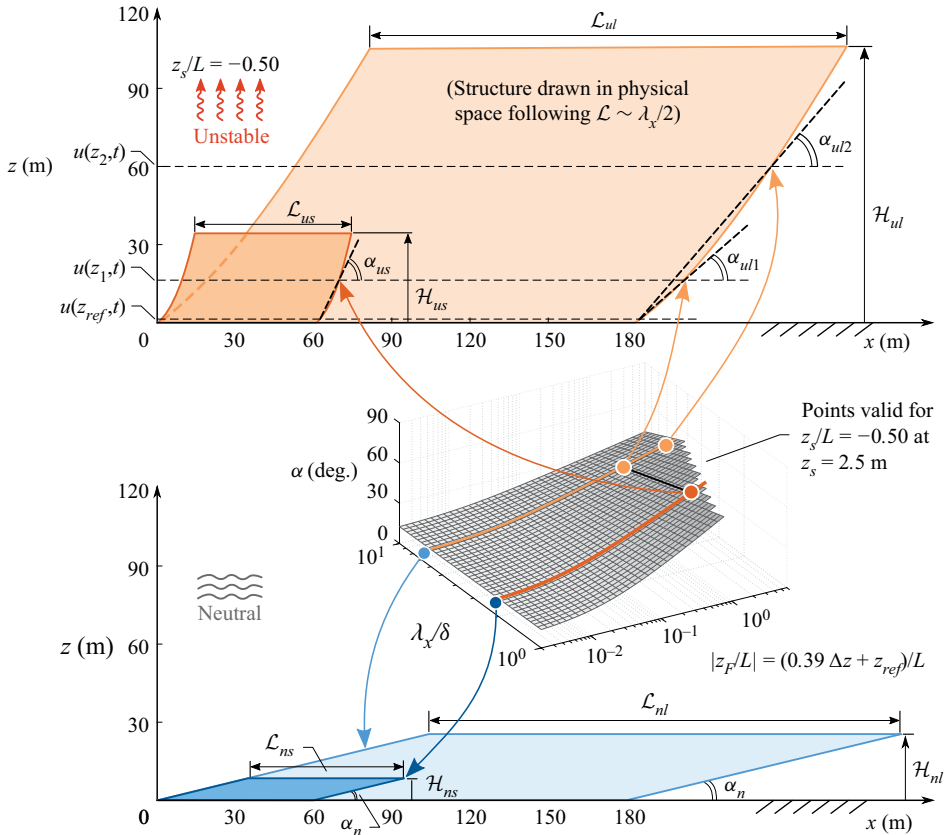 120
90
60
30
0
z (m)
z_s/L = −0.50
Unstable
ℒ_ul
(Structure drawn in physical
space following ℒ ~ λ_x/2)
u(z_2,t)
u(z_1,t)
u(z_ref,t)
ℒ_us
α_us
ℋ_us
α_ul2
α_ul1
ℋ_ul
0 30 60 90 120 150 180
x (m)
90
60
30
0
α (deg.)
10^1
10^0
λ_x/δ
10^−2
10^−1
10^0
|z_F/L| = (0.39 Δz + z_ref)/L
Points valid for
z_s/L = −0.50 at
z_s = 2.5 m
120
90
60
30
0
z (m)
Neutral
ℒ_nl
ℒ_ns
ℋ_ns
α_n
α_n
ℋ_nl
0 30 60 90 120 150 180
x (m)